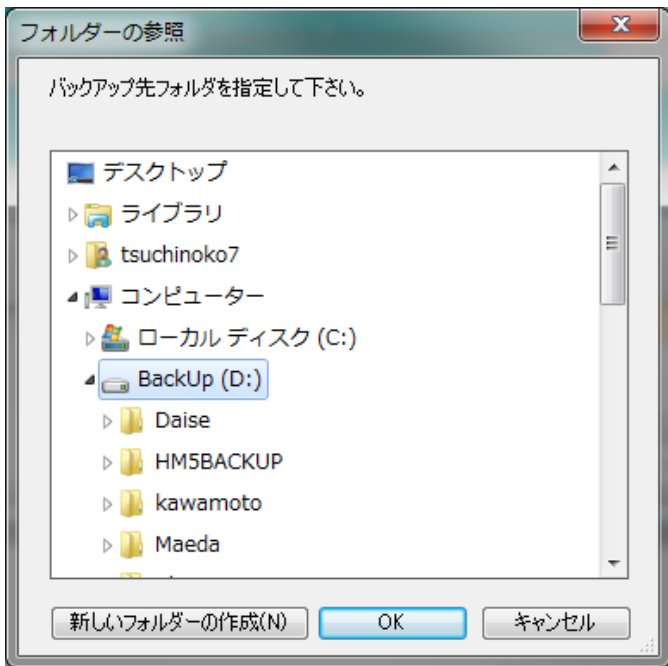 フォルダーの参照
バックアップ先フォルダを指定して下さい。
デスクトップ
ライブラリ
tsuchinoko7
コンピューター
ローカル ディスク (C:)
BackUp (D:)
Daise
HM5BACKUP
kawamoto
Maeda
新しいフォルダーの作成(N)
OK
キャンセル